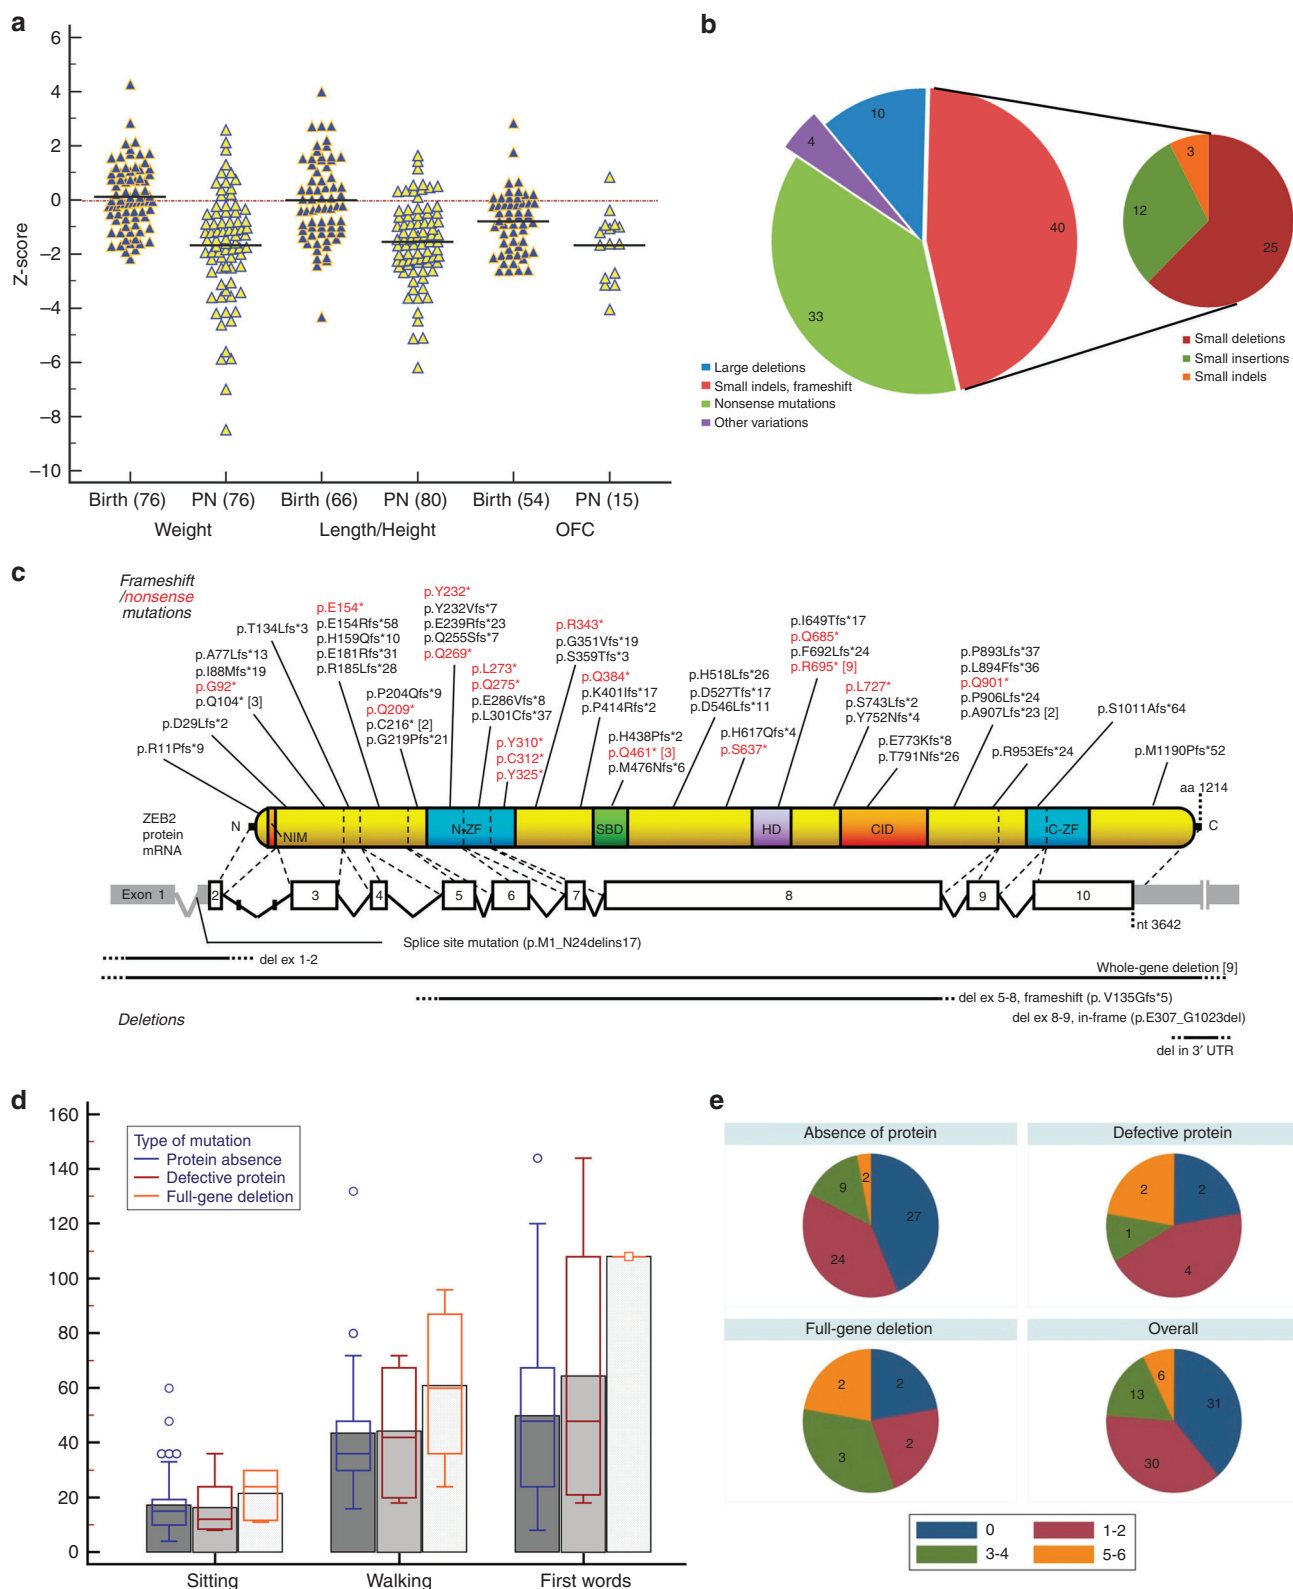 a
Z-score
6
4
2
0
–2
–4
–6
–8
–10
Birth (76)
PN (76)
Birth (66)
PN (80)
Birth (54)
PN (15)
Weight
Length/Height
OFC
b
10
4
40
33
3
12
25
Large deletions
Small indels, frameshift
Nonsense mutations
Other variations
Small deletions
Small insertions
Small indels
c
Frameshift
/nonsense
mutations
p.R11Pfs*9
p.D29Lfs*2
p.A77Lfs*13
p.I88Mfs*19
p.G92*
p.Q104* [3]
p.T134Lfs*3
p.E154*
p.E154Rfs*58
p.H159Qfs*10
p.E181Rfs*31
p.R185Lfs*28
p.P204Qfs*9
p.Q209*
p.C216* [2]
p.G219Pfs*21
p.Y232*
p.Y232Vfs*7
p.E239Rfs*23
p.Q255Sfs*7
p.Q269*
p.L273*
p.Q275*
p.E286Vfs*8
p.L301Cfs*37
p.Y310*
p.C312*
p.Y325*
p.R343*
p.G351Vfs*19
p.S359Tfs*3
p.Q384*
p.K401Ifs*17
p.P414Rfs*2
p.H438Pfs*2
p.Q461* [3]
p.M476Nfs*6
p.H518Lfs*26
p.D527Tfs*17
p.D546Lfs*11
p.H617Qfs*4
p.S637*
p.I649Tfs*17
p.Q685*
p.F692Lfs*24
p.R695* [9]
p.L727*
p.S743Lfs*2
p.Y752Nfs*4
p.E773Kfs*8
p.T791Nfs*26
p.P893Lfs*37
p.L894Ffs*36
p.Q901*
p.P906Lfs*24
p.A907Lfs*23 [2]
p.R953Efs*24
p.S1011Afs*64
p.M1190Pfs*52
aa 1214
ZEB2
protein
mRNA
N
NIM
N-ZF
SBD
HD
CID
C-ZF
C
Exon 1
2
3
4
5
6
7
8
9
10
nt 3642
Splice site mutation (p.M1_N24delins17)
del ex 1-2
Whole-gene deletion [9]
del ex 5-8, frameshift (p. V135Gfs*5)
del ex 8-9, in-frame (p.E307_G1023del)
del in 3′ UTR
Deletions
d
160
140
120
100
80
60
40
20
0
Type of mutation
Protein absence
Defective protein
Full-gene deletion
Sitting
Walking
First words
e
Absence of protein
27
24
9
2
Defective protein
2
4
1
2
Full-gene deletion
2
2
3
2
Overall
31
30
13
6
0
1-2
3-4
5-6